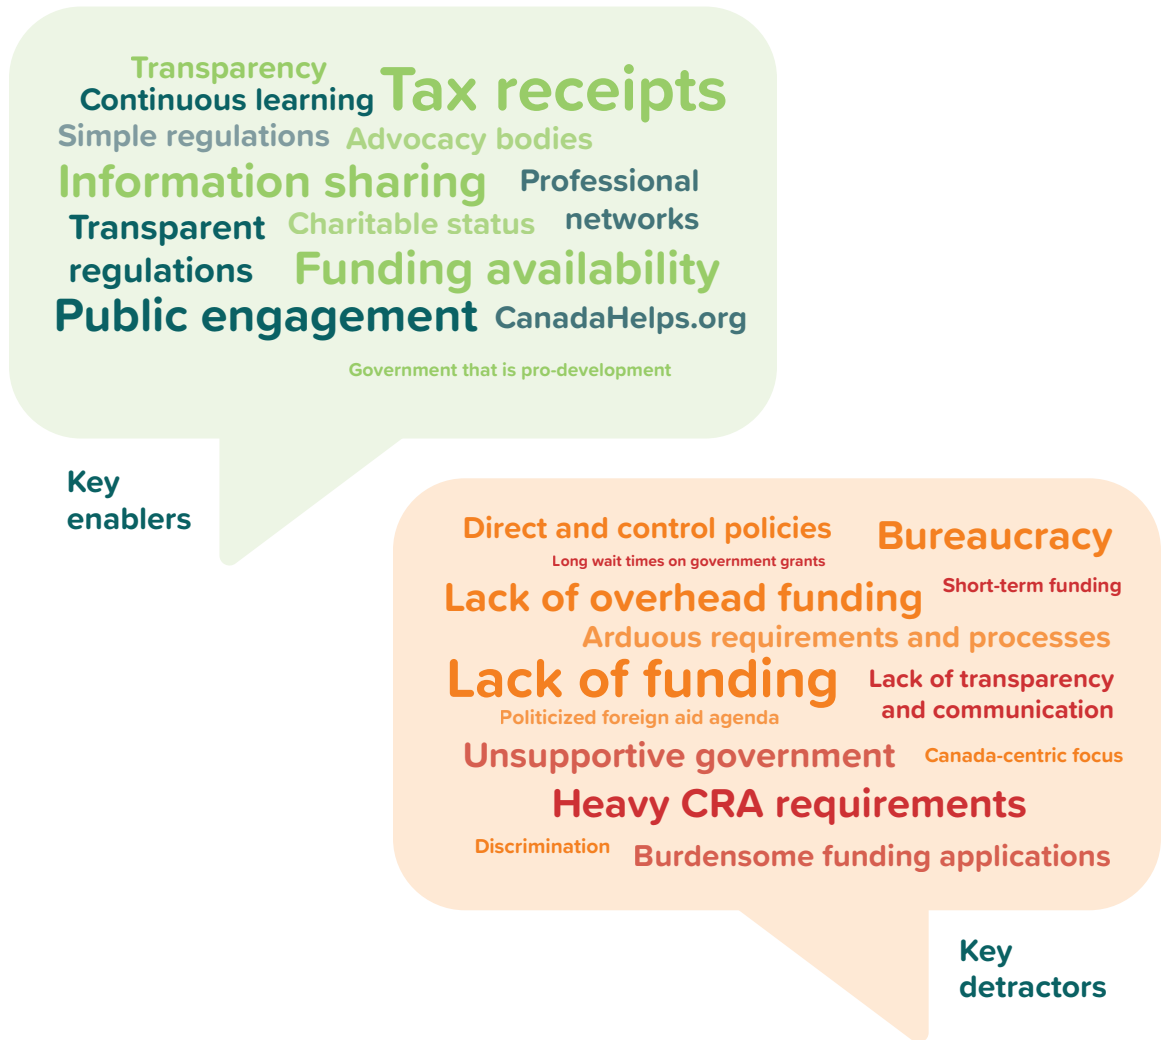 Transparency
Tax receipts
Continuous learning
Simple regulations
Advocacy bodies
Information sharing
Professional
networks
Transparent
regulations
Charitable status
Funding availability
Public engagement
CanadaHelps.org
Government that is pro-development
Key
enablers
Direct and control policies
Bureaucracy
Long wait times on government grants
Short-term funding
Lack of overhead funding
Arduous requirements and processes
Lack of funding
Lack of transparency
and communication
Politicized foreign aid agenda
Unsupportive government
Canada-centric focus
Heavy CRA requirements
Discrimination
Burdensome funding applications
Key
detractors